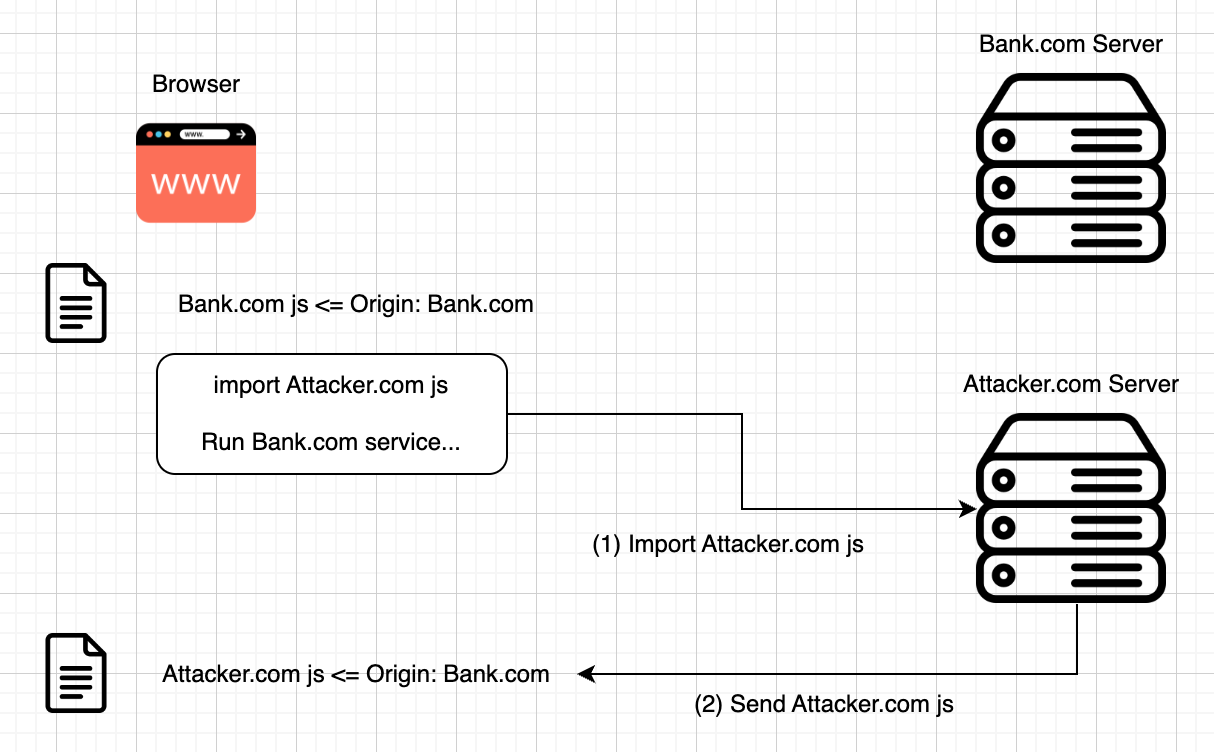 Bank.com Server
Browser
www.
www
Bank.com js <= Origin: Bank.com
import Attacker.com js
Run Bank.com service...
Attacker.com Server
(1) Import Attacker.com js
Attacker.com js <= Origin: Bank.com
(2) Send Attacker.com js